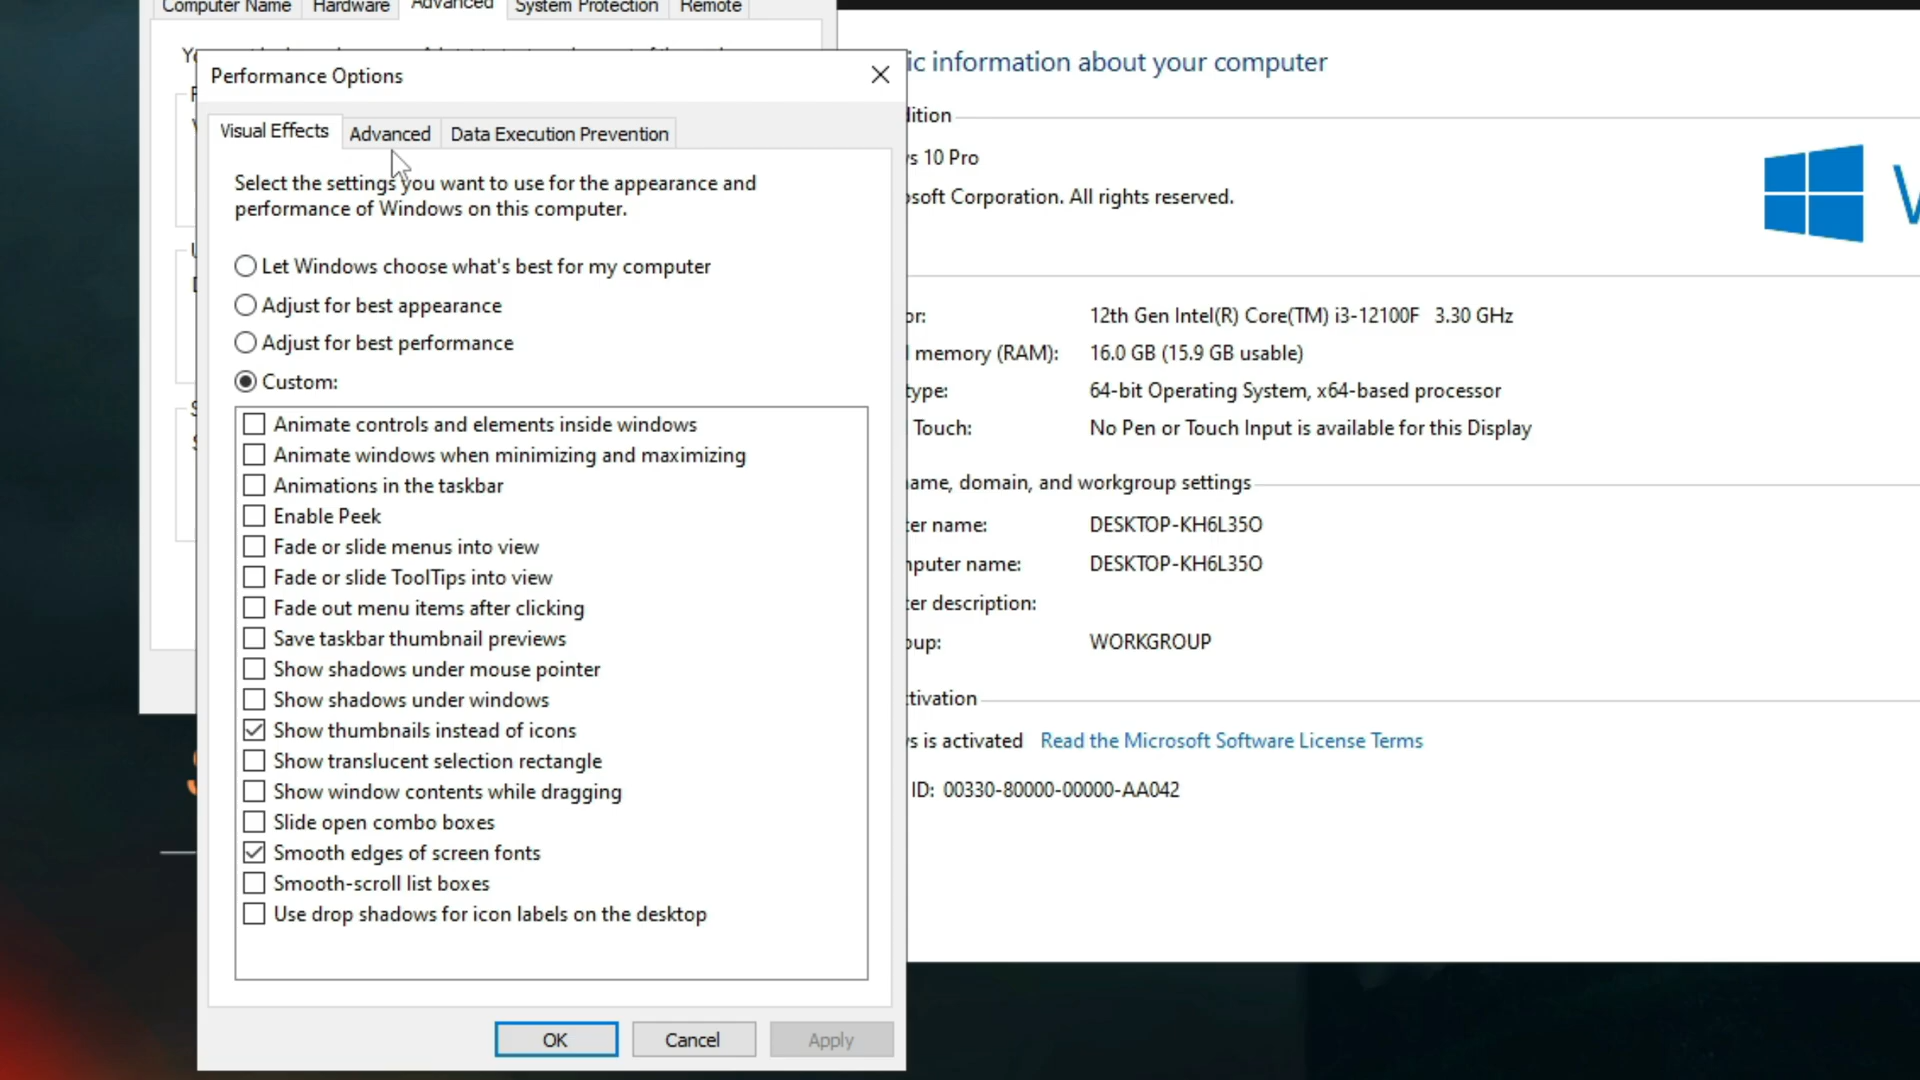 Computer Name Hardware Advanced System Protection Remote
Performance Options
Visual Effects Advanced Data Execution Prevention
Select the settings you want to use for the appearance and
performance of Windows on this computer.
Let Windows choose what's best for my computer
Adjust for best appearance
Adjust for best performance
Custom:
Animate controls and elements inside windows
Animate windows when minimizing and maximizing
Animations in the taskbar
Enable Peek
Fade or slide menus into view
Fade or slide ToolTips into view
Fade out menu items after clicking
Save taskbar thumbnail previews
Show shadows under mouse pointer
Show shadows under windows
Show thumbnails instead of icons
Show translucent selection rectangle
Show window contents while dragging
Slide open combo boxes
Smooth edges of screen fonts
Smooth-scroll list boxes
Use drop shadows for icon labels on the desktop
OK Cancel Apply
ic information about your computer
dition
s 10 Pro
soft Corporation. All rights reserved.
or: 12th Gen Intel(R) Core(TM) i3-12100F 3.30 GHz
memory (RAM): 16.0 GB (15.9 GB usable)
type: 64-bit Operating System, x64-based processor
Touch: No Pen or Touch Input is available for this Display
ame, domain, and workgroup settings
er name: DESKTOP-KH6L35O
puter name: DESKTOP-KH6L35O
er description:
oup: WORKGROUP
tivation
s is activated Read the Microsoft Software License Terms
ID: 00330-80000-00000-AA042